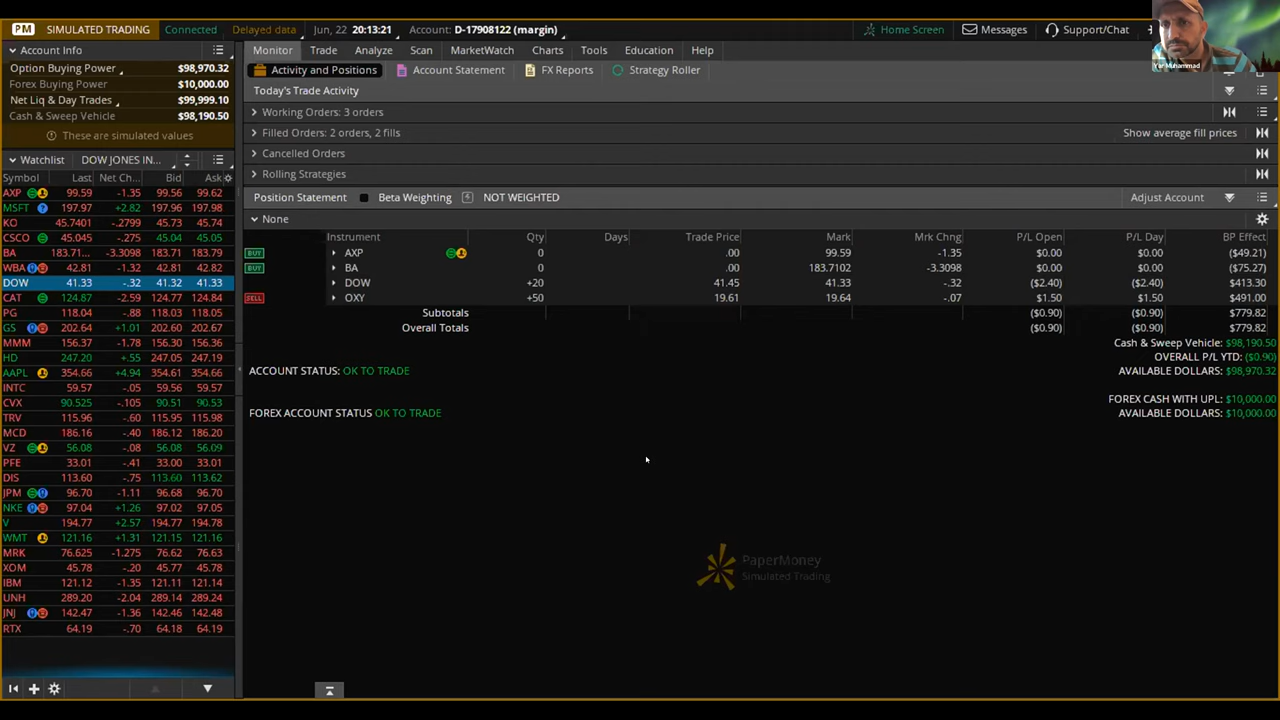 PM SIMULATED TRADING Connected Delayed data Jun, 22 20:13:21 Account: D-17908122 (margin) Home Screen Messages Support/Chat
Yar Muhammad
Account Info
Option Buying Power $98,970.32
Forex Buying Power $10,000.00
Net Liq & Day Trades $99,999.10
Cash & Sweep Vehicle $98,190.50
These are simulated values
Watchlist DOW JONES IN...
Symbol Last Net Ch... Bid Ask
AXP 99.59 -1.35 99.56 99.62
MSFT 197.97 +2.82 197.96 197.98
KO 45.7401 -.2799 45.73 45.74
CSCO 45.045 -.275 45.04 45.05
BA 183.71... -3.3098 183.71 183.79
WBA 42.81 -1.32 42.81 42.82
DOW 41.33 -.32 41.32 41.33
CAT 124.87 -2.59 124.77 124.84
PG 118.04 -.88 118.03 118.05
GS 202.64 +1.01 202.60 202.67
MMM 156.37 -1.78 156.30 156.36
HD 247.20 +.55 247.05 247.19
AAPL 354.66 +4.94 354.61 354.66
INTC 59.57 -.05 59.56 59.57
CVX 90.525 -.105 90.51 90.53
TRV 115.96 -.60 115.95 115.98
MCD 186.16 -.40 186.12 186.20
VZ 56.08 -.08 56.08 56.09
PFE 33.01 -.41 33.00 33.01
DIS 113.60 -.75 113.60 113.62
JPM 96.70 -1.11 96.68 96.70
NKE 97.04 +1.26 97.02 97.05
V 194.77 +2.57 194.77 194.78
WMT 121.16 +1.31 121.15 121.16
MRK 76.625 -1.275 76.62 76.63
XOM 45.78 -.20 45.77 45.78
IBM 121.12 -1.35 121.11 121.14
UNH 289.20 -2.04 289.14 289.24
JNJ 142.47 -1.36 142.46 142.48
RTX 64.19 -.70 64.18 64.19
Monitor Trade Analyze Scan MarketWatch Charts Tools Education Help
Activity and Positions Account Statement FX Reports Strategy Roller
Today's Trade Activity
Working Orders: 3 orders
Filled Orders: 2 orders, 2 fills Show average fill prices
Cancelled Orders
Rolling Strategies
Position Statement Beta Weighting NOT WEIGHTED Adjust Account
None
Instrument Qty Days Trade Price Mark Mrk Chng P/L Open P/L Day BP Effect
BUY AXP 0 .00 99.59 -1.35 $0.00 $0.00 ($49.21)
BUY BA 0 .00 183.7102 -3.3098 $0.00 $0.00 ($75.27)
DOW +20 41.45 41.33 -.32 ($2.40) ($2.40) $413.30
SELL OXY +50 19.61 19.64 -.07 $1.50 $1.50 $491.00
Subtotals ($0.90) ($0.90) $779.82
Overall Totals ($0.90) ($0.90) $779.82
Cash & Sweep Vehicle: $98,190.50
OVERALL P/L YTD: ($0.90)
ACCOUNT STATUS: OK TO TRADE AVAILABLE DOLLARS: $98,970.32
FOREX CASH WITH UPL: $10,000.00
FOREX ACCOUNT STATUS OK TO TRADE AVAILABLE DOLLARS: $10,000.00
PaperMoney
Simulated Trading